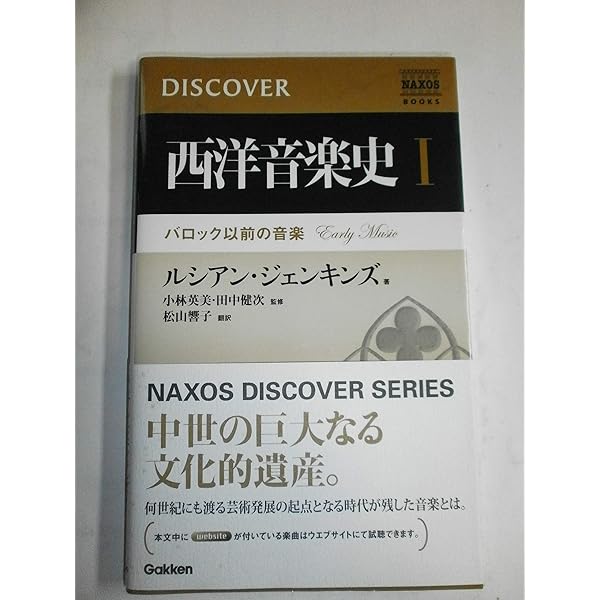 DISCOVER
NAXOS
BOOKS
西洋音楽史 I
バロック以前の音楽 Early Music
ルシアン・ジェンキンズ 著
小林英美・田中健次 監修
松山響子 翻訳
NAXOS DISCOVER SERIES
中世の巨大なる
文化的遺産。
何世紀にも渡る芸術発展の起点となる時代が残した音楽とは。
本文中に website が付いている楽曲はウエブサイトにて試聴できます。
Gakken